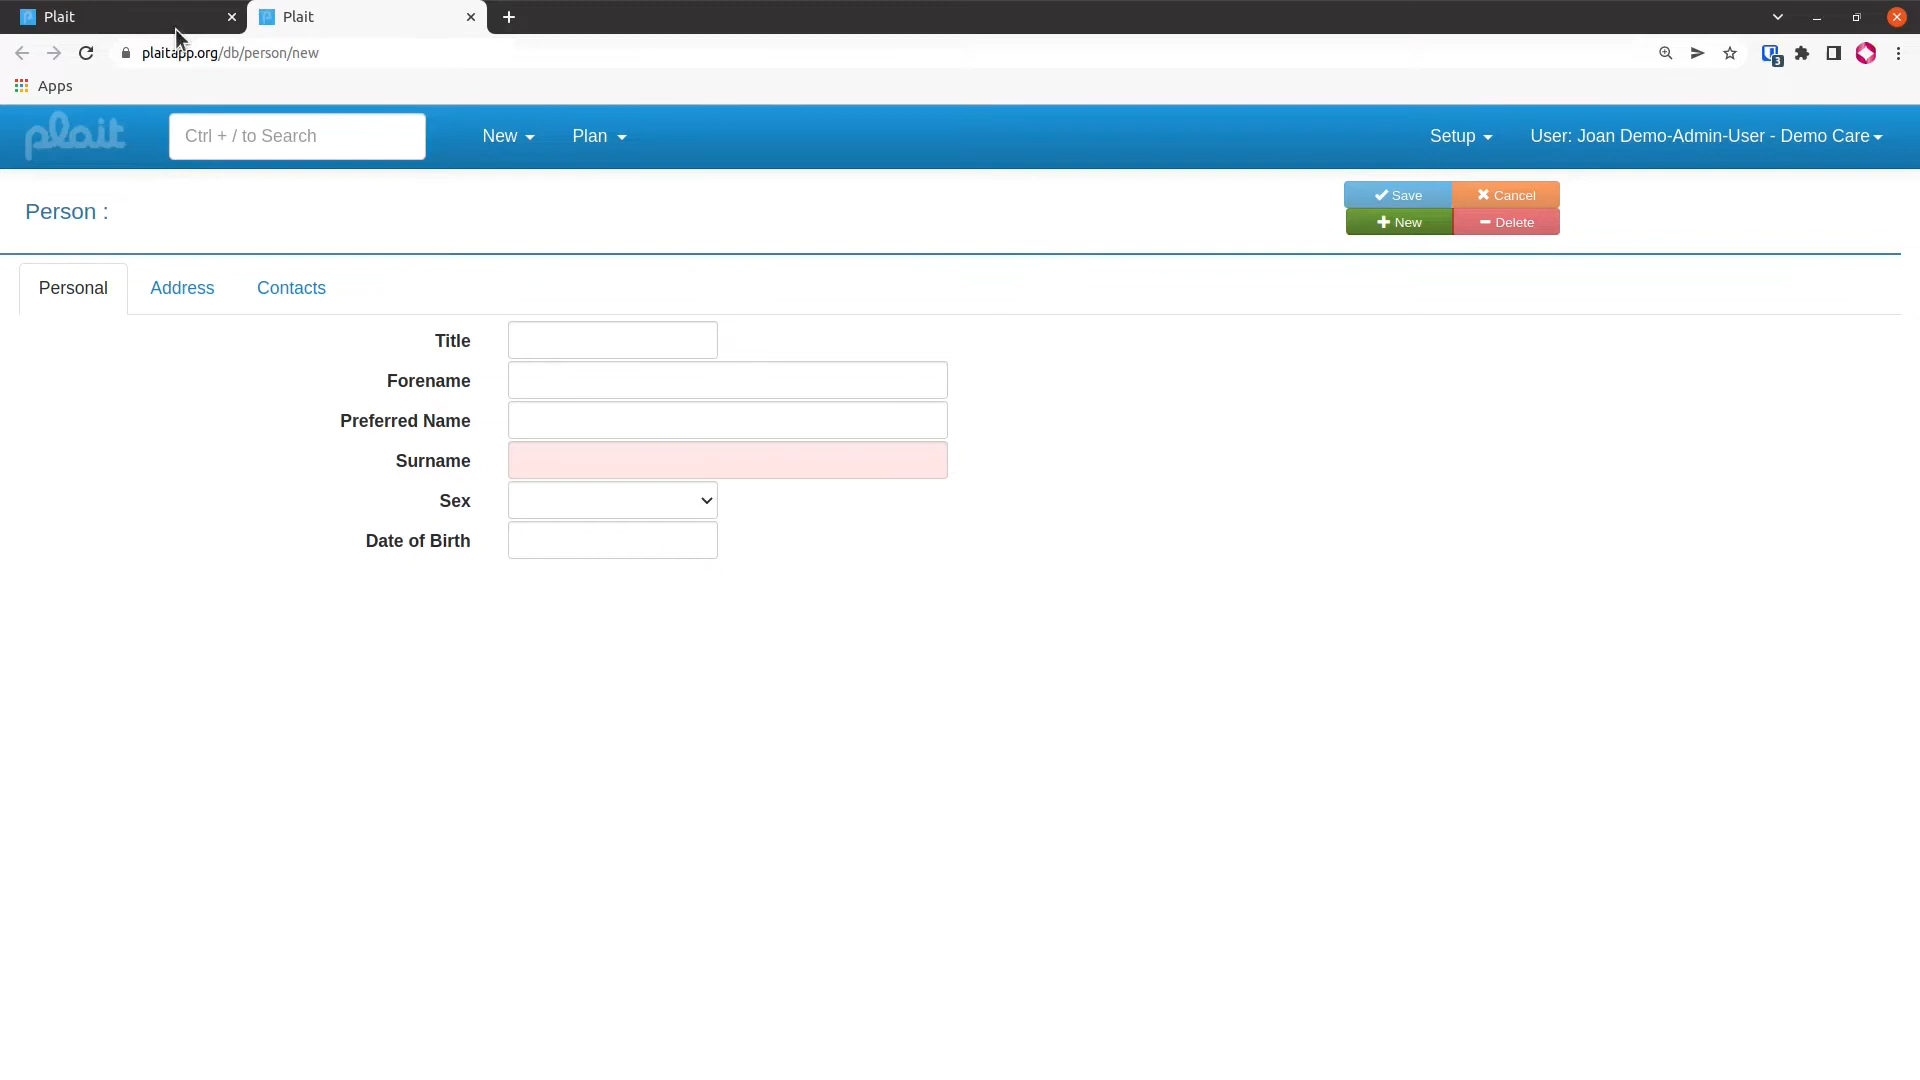 Plait
Plait
plaitapp.org/db/person/new
3
Apps
plait
Ctrl + / to Search
New
Plan
Setup
User: Joan Demo-Admin-User - Demo Care
Person :
Save
Cancel
New
Delete
Personal
Address
Contacts
Title
Forename
Preferred Name
Surname
Sex
Date of Birth